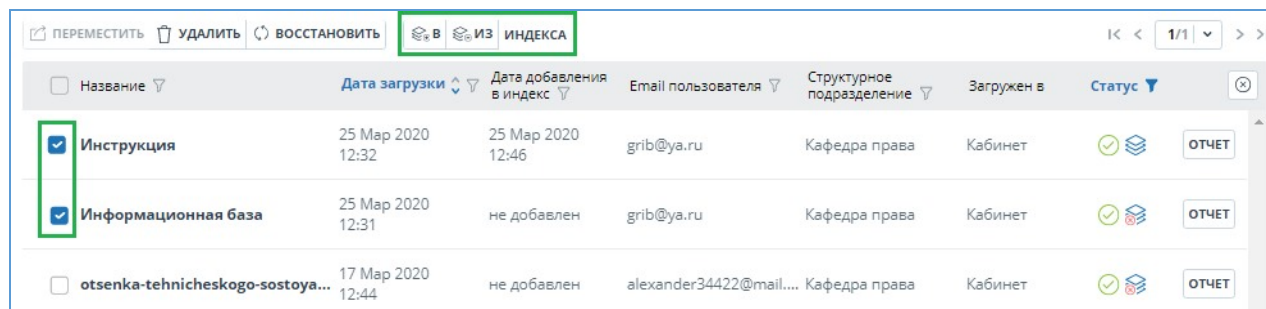 ПЕРЕМЕСТИТЬ УДАЛИТЬ ВОССТАНОВИТЬ В ИЗ ИНДЕКСА 1/1
Название Дата загрузки Дата добавления в индекс Email пользователя Структурное подразделение Загружен в Статус
Инструкция 25 Мар 2020 12:32 25 Мар 2020 12:46 grib@ya.ru Кафедра права Кабинет ОТЧЕТ
Информационная база 25 Мар 2020 12:31 не добавлен grib@ya.ru Кафедра права Кабинет ОТЧЕТ
otsenka-tehnicheskogo-sostoya... 17 Мар 2020 12:44 не добавлен alexander34422@mail.... Кафедра права Кабинет ОТЧЕТ